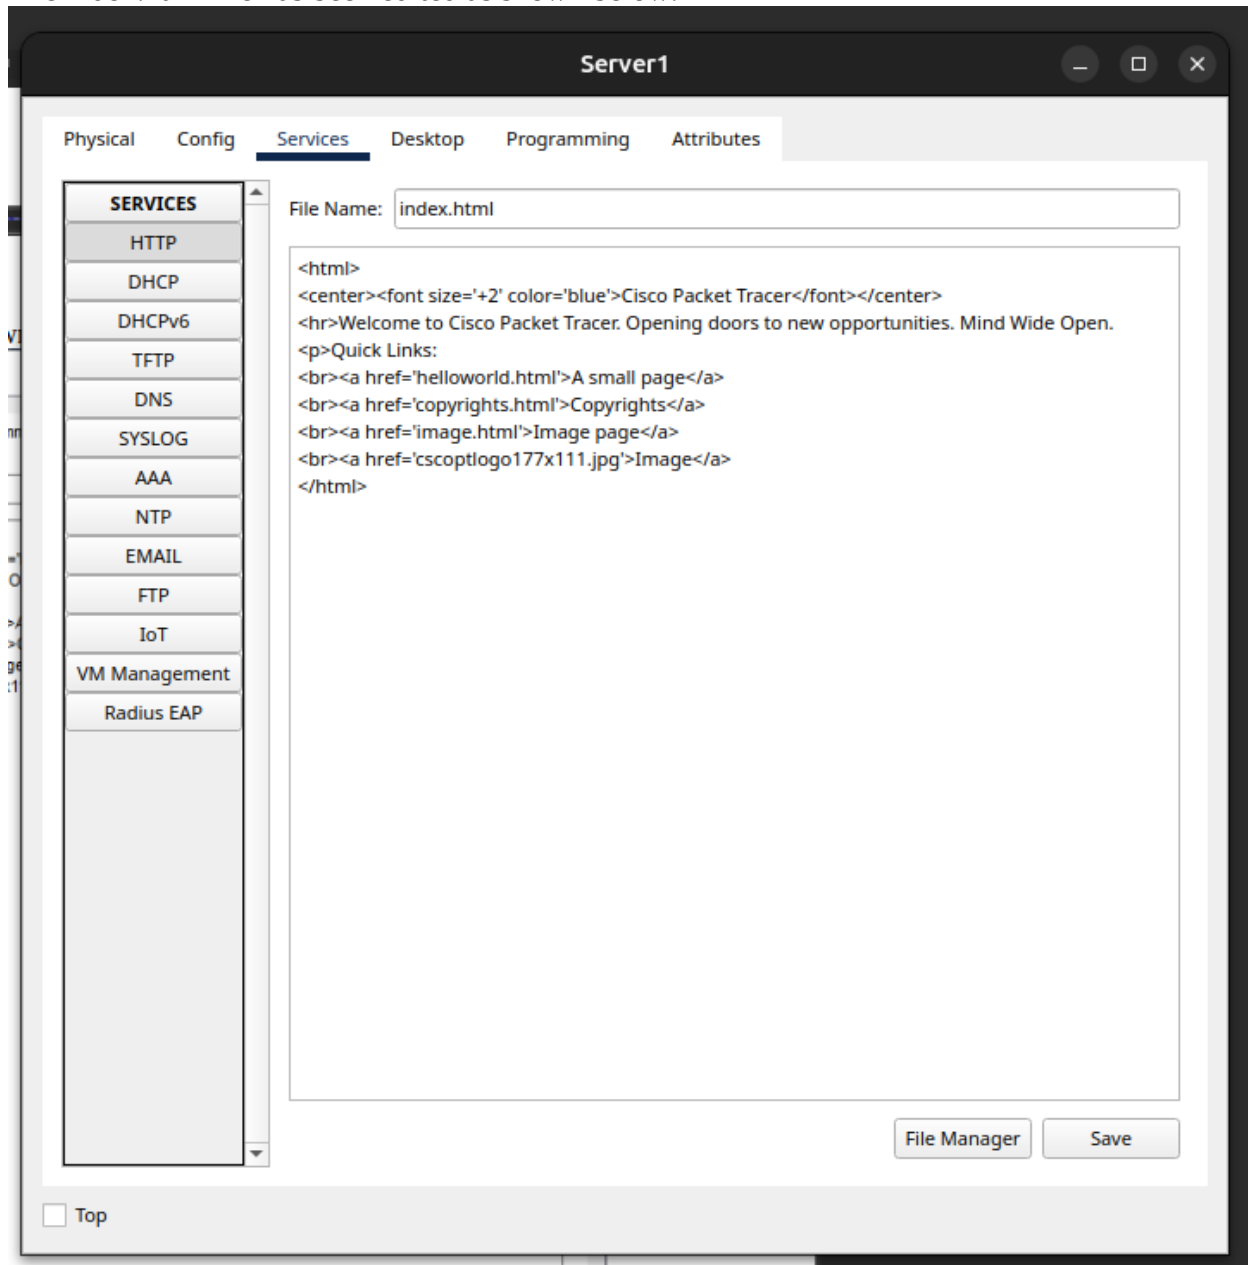 Server1
Physical Config Services Desktop Programming Attributes
SERVICES
HTTP
DHCP
DHCPv6
TFTP
DNS
SYSLOG
AAA
NTP
EMAIL
FTP
IoT
VM Management
Radius EAP
File Name: index.html
<html>
<center><font size='+2' color='blue'>Cisco Packet Tracer</font></center>
<hr>Welcome to Cisco Packet Tracer. Opening doors to new opportunities. Mind Wide Open.
<p>Quick Links:
<br><a href='helloworld.html'>A small page</a>
<br><a href='copyrights.html'>Copyrights</a>
<br><a href='image.html'>Image page</a>
<br><a href='cscoptlogo177x111.jpg'>Image</a>
</html>
File Manager Save
Top